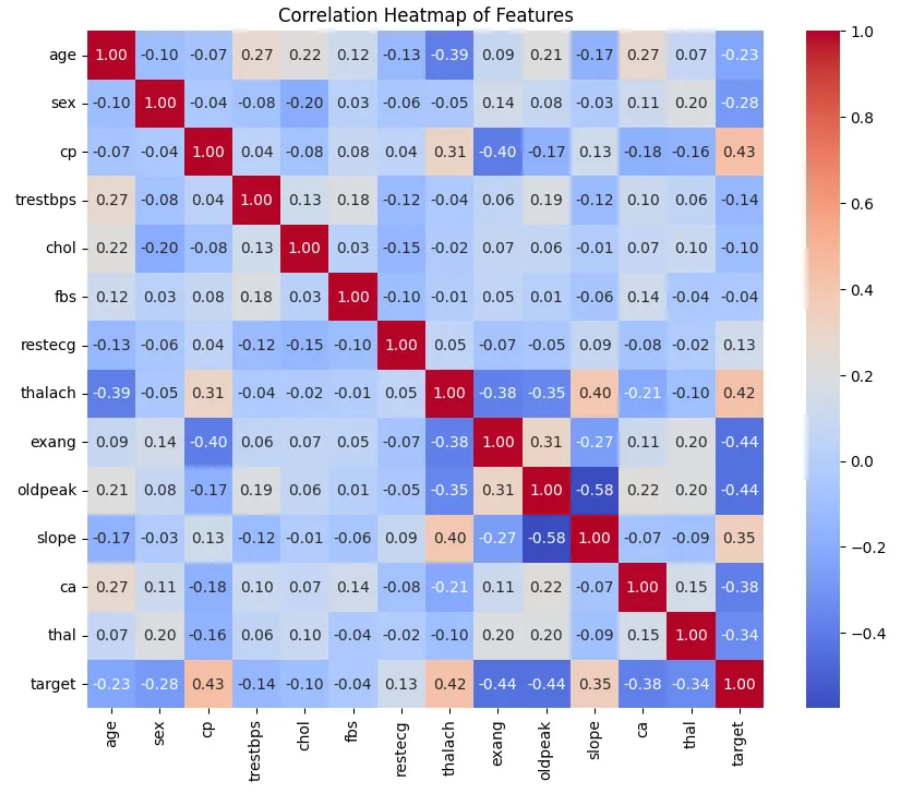 Correlation Heatmap of Features
age 1.00 -0.10 -0.07 0.27 0.22 0.12 -0.13 -0.39 0.09 0.21 -0.17 0.27 0.07 -0.23
sex -0.10 1.00 -0.04 -0.08 -0.20 0.03 -0.06 -0.05 0.14 0.08 -0.03 0.11 0.20 -0.28
cp -0.07 -0.04 1.00 0.04 -0.08 0.08 0.04 0.31 -0.40 -0.17 0.13 -0.18 -0.16 0.43
trestbps 0.27 -0.08 0.04 1.00 0.13 0.18 -0.12 -0.04 0.06 0.19 -0.12 0.10 0.06 -0.14
chol 0.22 -0.20 -0.08 0.13 1.00 0.03 -0.15 -0.02 0.07 0.06 -0.01 0.07 0.10 -0.10
fbs 0.12 0.03 0.08 0.18 0.03 1.00 -0.10 -0.01 0.05 0.01 -0.06 0.14 -0.04 -0.04
restecg -0.13 -0.06 0.04 -0.12 -0.15 -0.10 1.00 0.05 -0.07 -0.05 0.09 -0.08 -0.02 0.13
thalach -0.39 -0.05 0.31 -0.04 -0.02 -0.01 0.05 1.00 -0.38 -0.35 0.40 -0.21 -0.10 0.42
exang 0.09 0.14 -0.40 0.06 0.07 0.05 -0.07 -0.38 1.00 0.31 -0.27 0.11 0.20 -0.44
oldpeak 0.21 0.08 -0.17 0.19 0.06 0.01 -0.05 -0.35 0.31 1.00 -0.58 0.22 0.20 -0.44
slope -0.17 -0.03 0.13 -0.12 -0.01 -0.06 0.09 0.40 -0.27 -0.58 1.00 -0.07 -0.09 0.35
ca 0.27 0.11 -0.18 0.10 0.07 0.14 -0.08 -0.21 0.11 0.22 -0.07 1.00 0.15 -0.38
thal 0.07 0.20 -0.16 0.06 0.10 -0.04 -0.02 -0.10 0.20 0.20 -0.09 0.15 1.00 -0.34
target -0.23 -0.28 0.43 -0.14 -0.10 -0.04 0.13 0.42 -0.44 -0.44 0.35 -0.38 -0.34 1.00
age sex cp trestbps chol fbs restecg thalach exang oldpeak slope ca thal target
1.0
0.8
0.6
0.4
0.2
0.0
−0.2
−0.4